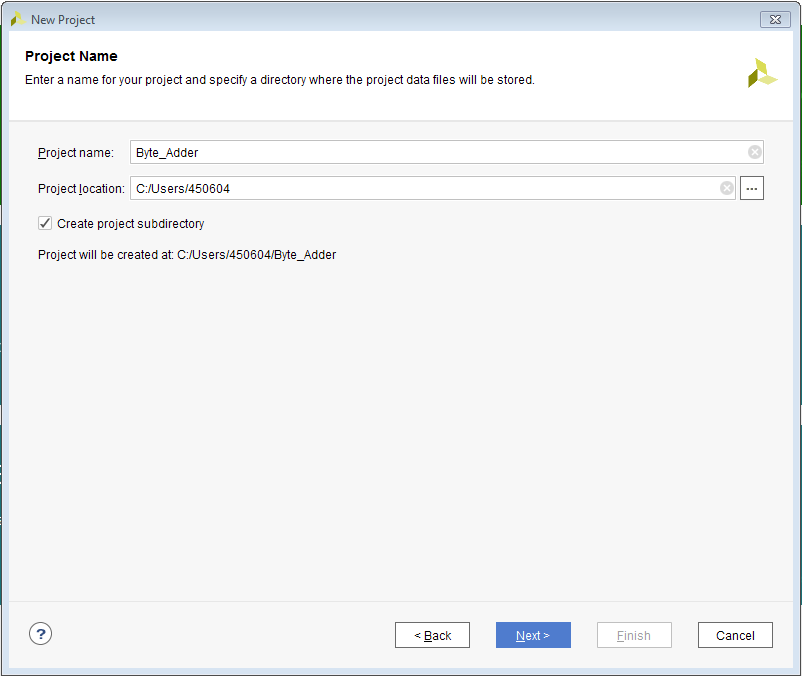 New Project
Project Name
Enter a name for your project and specify a directory where the project data files will be stored.
Project name: Byte_Adder
Project location: C:/Users/450604 ...
Create project subdirectory
Project will be created at: C:/Users/450604/Byte_Adder
? < Back Next > Finish Cancel